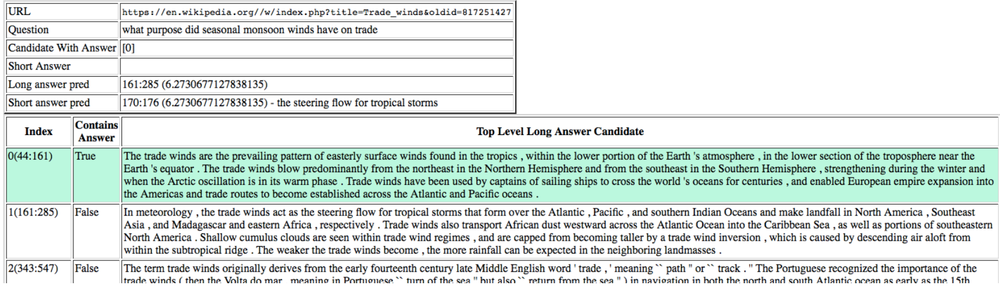 URL https://en.wikipedia.org//w/index.php?title=Trade_winds&oldid=817251427
Question what purpose did seasonal monsoon winds have on trade
Candidate With Answer [0]
Short Answer
Long answer pred 161:285 (6.2730677127838135)
Short answer pred 170:176 (6.2730677127838135) - the steering flow for tropical storms
Index Contains Answer Top Level Long Answer Candidate
0(44:161) True The trade winds are the prevailing pattern of easterly surface winds found in the tropics , within the lower portion of the Earth 's atmosphere , in the lower section of the troposphere near the
Earth 's equator . The trade winds blow predominantly from the northeast in the Northern Hemisphere and from the southeast in the Southern Hemisphere , strengthening during the winter and
when the Arctic oscillation is in its warm phase . Trade winds have been used by captains of sailing ships to cross the world 's oceans for centuries , and enabled European empire expansion into
the Americas and trade routes to become established across the Atlantic and Pacific oceans .
1(161:285) False In meteorology , the trade winds act as the steering flow for tropical storms that form over the Atlantic , Pacific , and southern Indian Oceans and make landfall in North America , Southeast
Asia , and Madagascar and eastern Africa , respectively . Trade winds also transport African dust westward across the Atlantic Ocean into the Caribbean Sea , as well as portions of southeastern
North America . Shallow cumulus clouds are seen within trade wind regimes , and are capped from becoming taller by a trade wind inversion , which is caused by descending air aloft from
within the subtropical ridge . The weaker the trade winds become , the more rainfall can be expected in the neighboring landmasses .
2(343:547) False The term trade winds originally derives from the early fourteenth century late Middle English word ' trade , ' meaning `` path '' or `` track . '' The Portuguese recognized the importance of the
trade winds ( then the Volta do mar , meaning in Portuguese `` turn of the sea '' but also `` return from the sea '' ) in navigation in both the north and south Atlantic ocean as early as the 15th